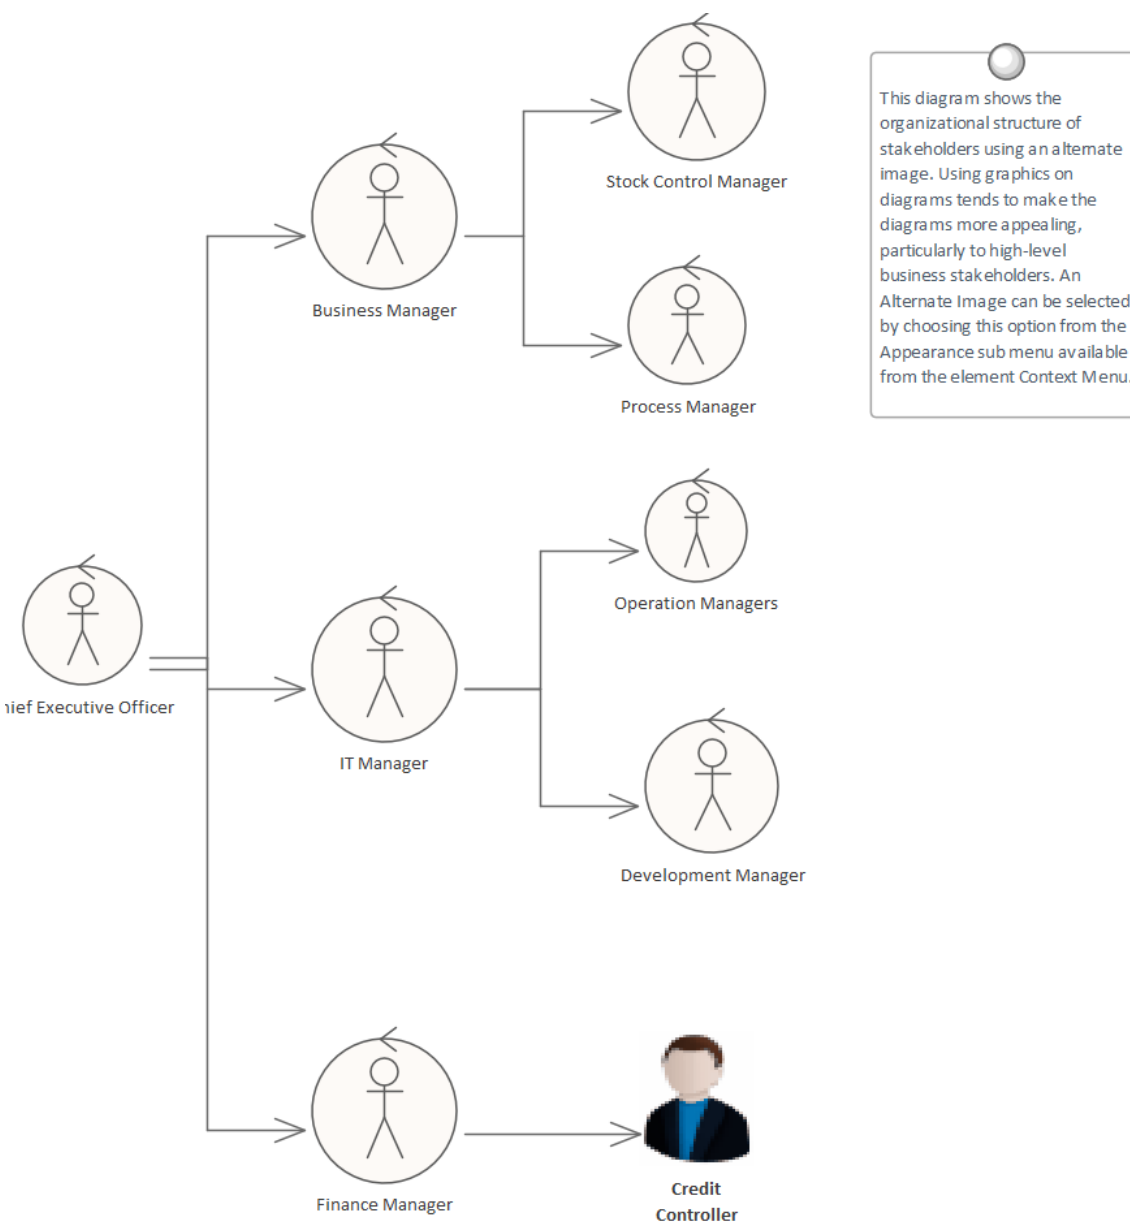 Stock Control Manager
This diagram shows the
organizational structure of
stakeholders using an alternate
image. Using graphics on
diagrams tends to make the
diagrams more appealing,
particularly to high-level
business stakeholders. An
Alternate Image can be selected
by choosing this option from the
Appearance sub menu available
from the element Context Menu.
Business Manager
Process Manager
Operation Managers
hief Executive Officer
IT Manager
Development Manager
Finance Manager
Credit
Controller